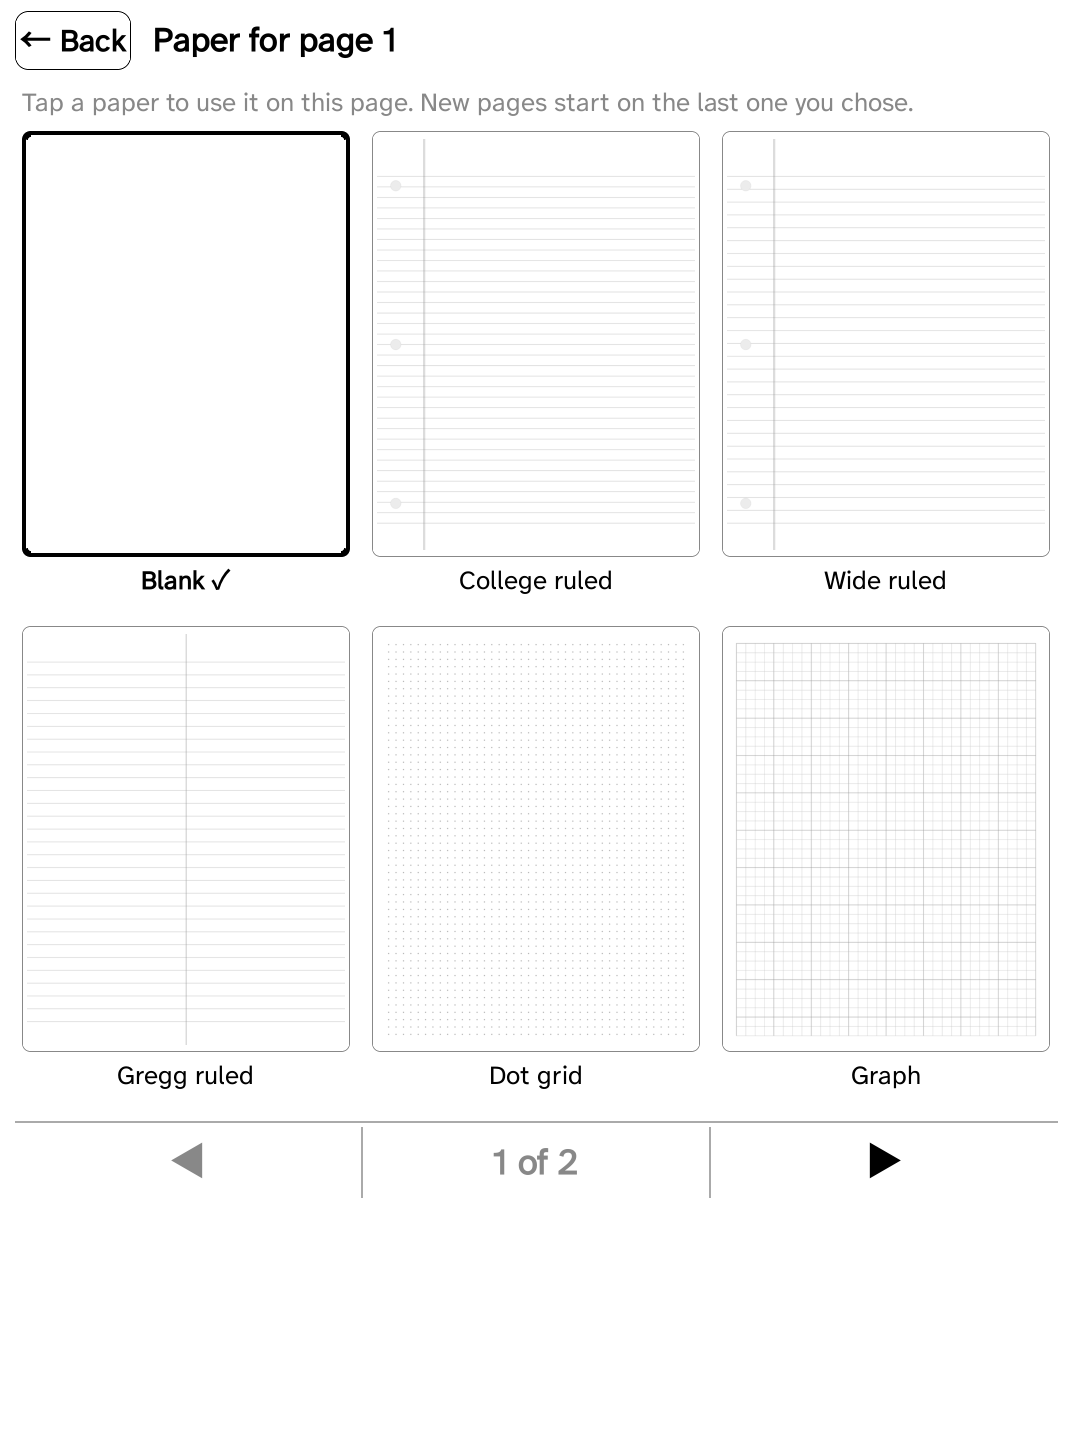 ← Back Paper for page 1
Tap a paper to use it on this page. New pages start on the last one you chose.
Blank ✓ College ruled Wide ruled
Gregg ruled Dot grid Graph
◀ 1 of 2 ▶